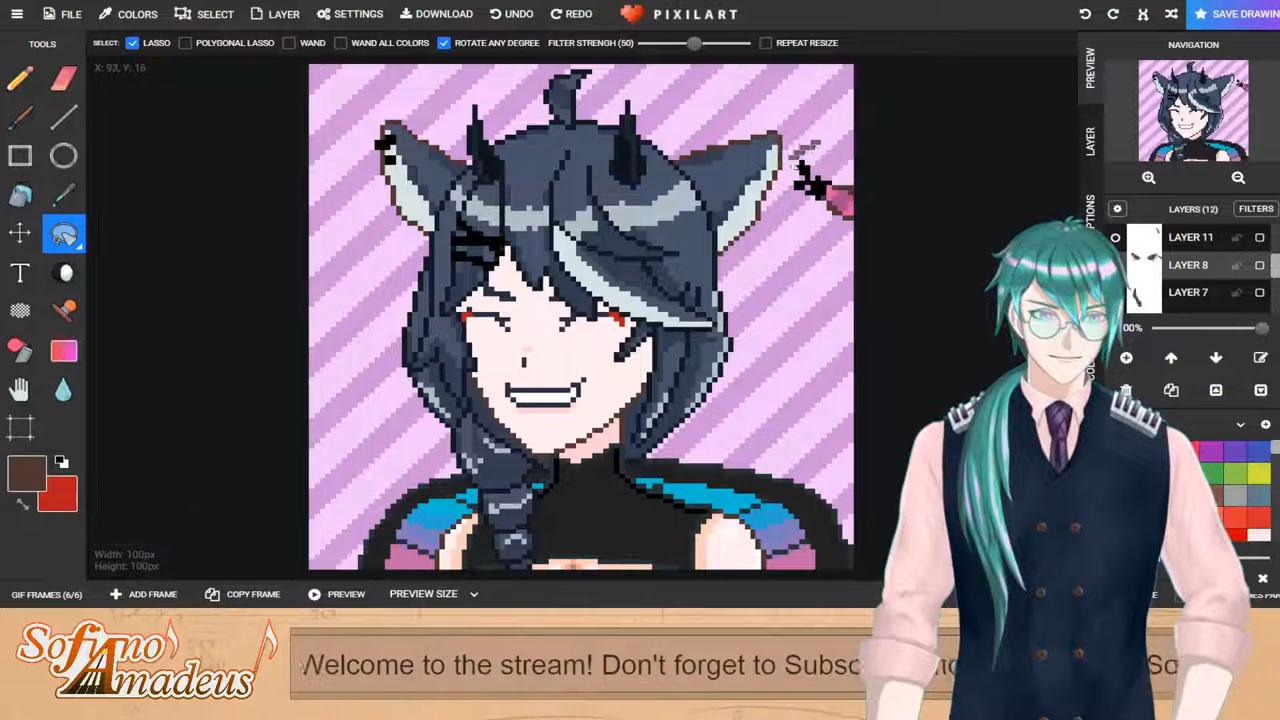 FILE COLORS SELECT LAYER SETTINGS DOWNLOAD UNDO REDO PIXILART SAVE DRAWIN
TOOLS
SELECT: LASSO POLYGONAL LASSO WAND WAND ALL COLORS ROTATE ANY DEGREE FILTER STRENGH (50) REPEAT RESIZE
NAVIGATION
X: 93, Y: 16
PREVIEW
LAYER
LAYERS (12) FILTERS
LAYER 11
LAYER 8
LAYER 7
00%
T
Width: 100px
Height: 100px
GIF FRAMES (6/6) ADD FRAME COPY FRAME PREVIEW PREVIEW SIZE
Sofiano
Amadeus
Welcome to the stream! Don't forget to Subsc